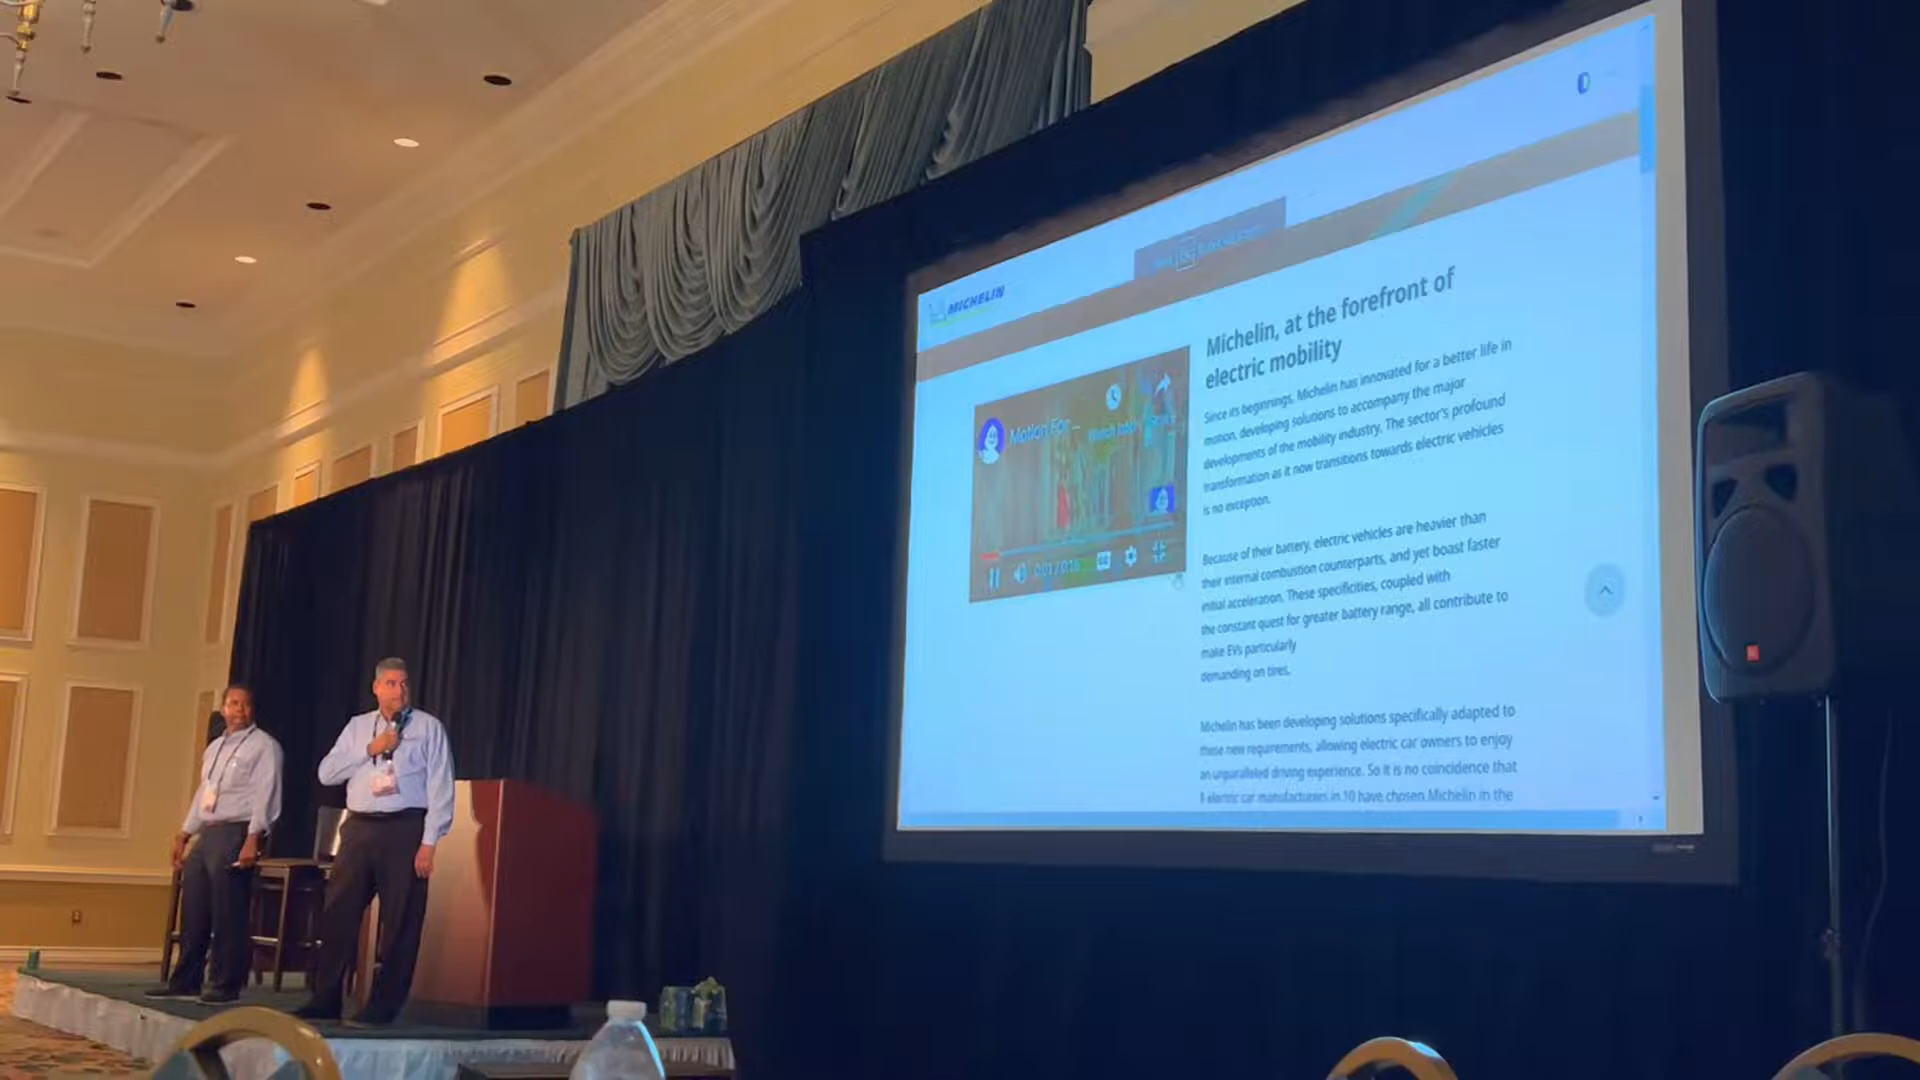 MICHELIN
Motion For ...
Michelin, at the forefront of
electric mobility
Since its beginnings, Michelin has innovated for a better life in
motion, developing solutions to accompany the major
developments of the mobility industry. The sector's profound
transformation as it now transitions towards electric vehicles
is no exception.
Because of their battery, electric vehicles are heavier than
their internal combustion counterparts, and yet boast faster
initial acceleration. These specificities, coupled with
the constant quest for greater battery range, all contribute to
make EVs particularly
demanding on tires.
Michelin has been developing solutions specifically adapted to
these new requirements, allowing electric car owners to enjoy
an unparalleled driving experience. So it is no coincidence that
electric car manufacturers in 10 have chosen Michelin in the